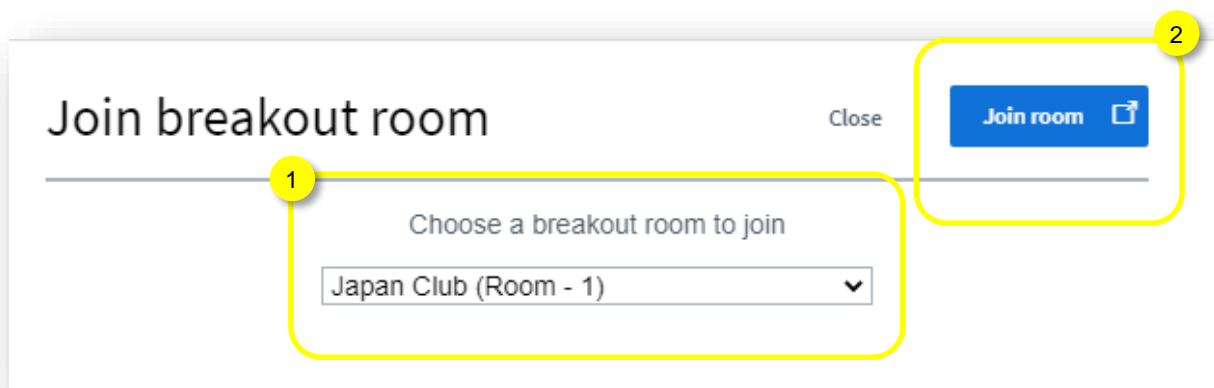 2
Join breakout room
Close
Join room
1
Choose a breakout room to join
Japan Club (Room - 1)